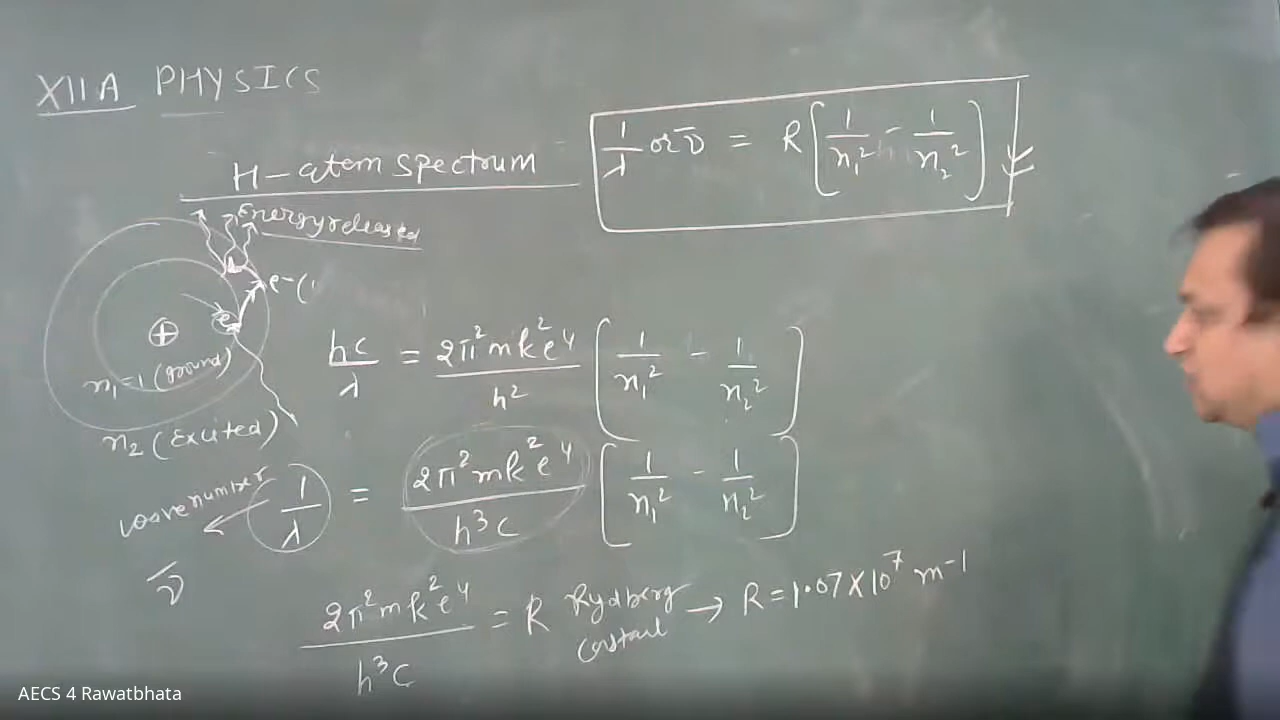 XII A PHYSICS
H-atom spectrum
1/λ or ν̄ = R[1/n₁² - 1/n₂²]
Energy released
e-(
e
+
n₁=1 (ground)
n₂ (Excited)
hc/λ = 2π²mk²e⁴/h² [1/n₁² - 1/n₂²]
wave number
1/λ = 2π²mk²e⁴/h³c [1/n₁² - 1/n₂²]
ν̄
2π²mk²e⁴/h³c = R Rydberg constant → R=1.07×10⁷ m-1
AECS 4 Rawatbhata